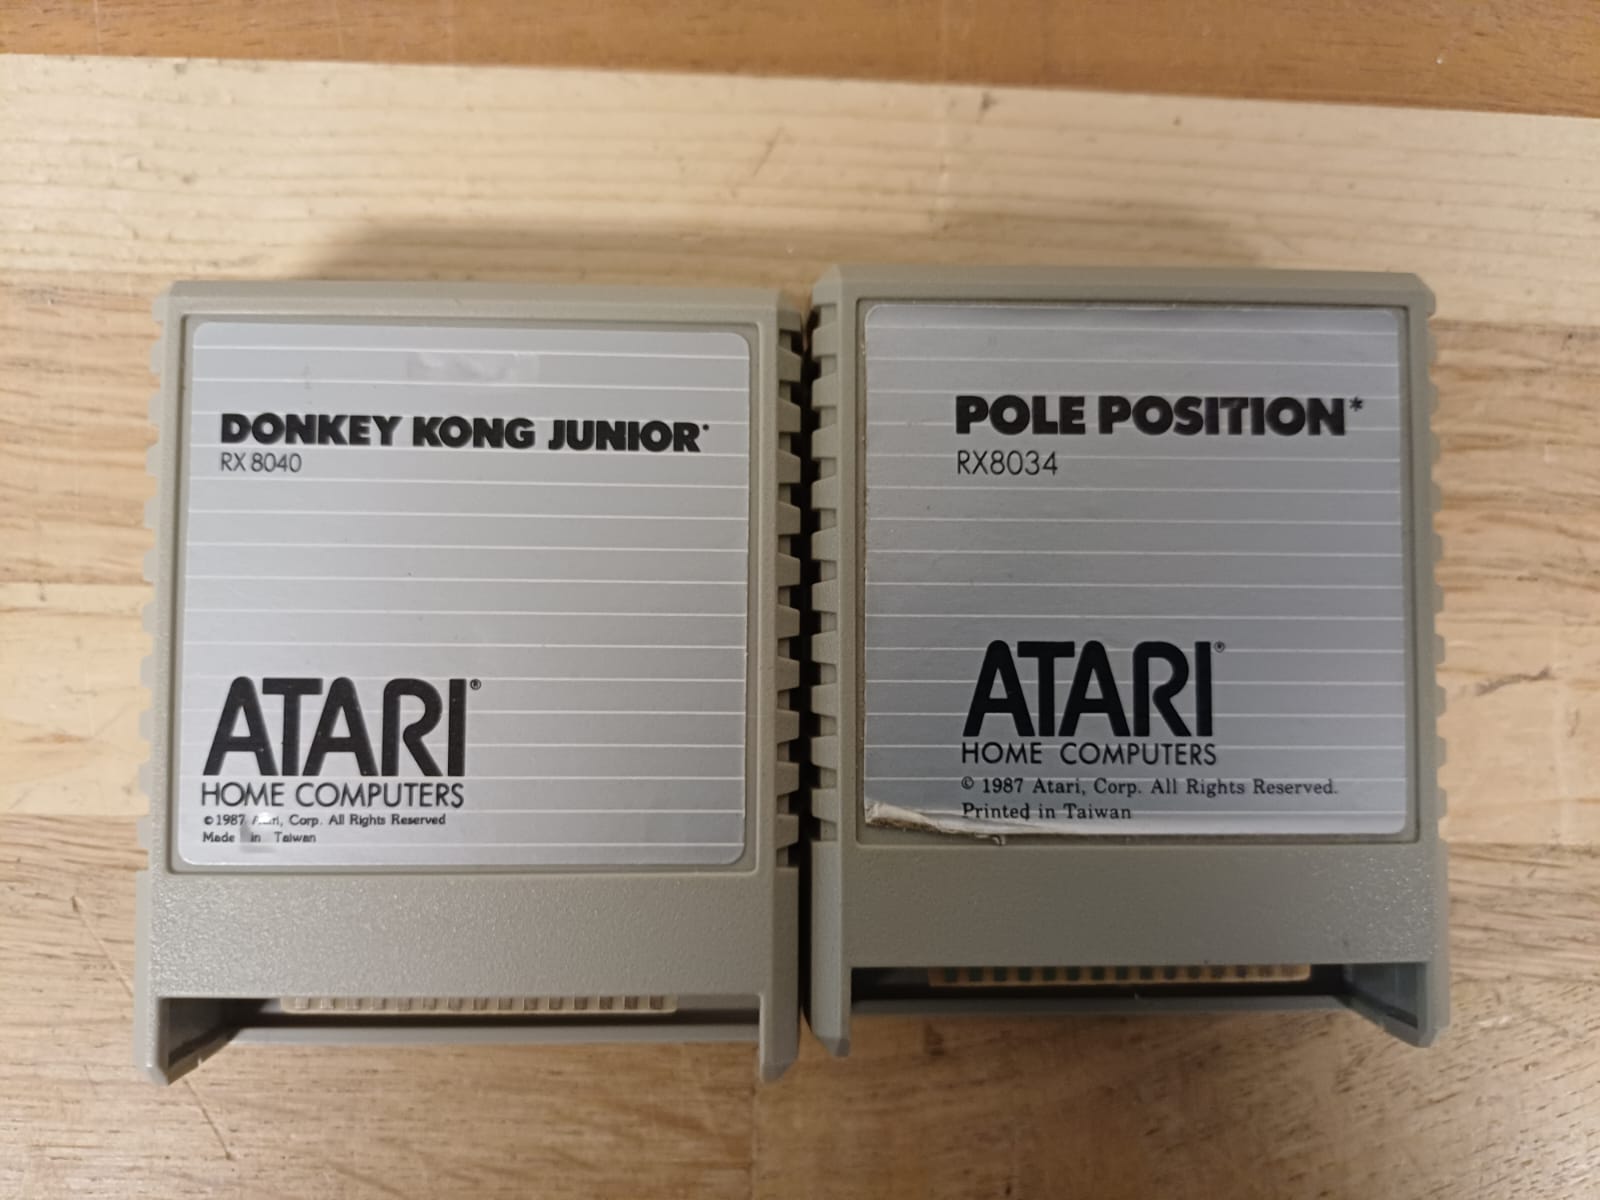 DONKEY KONG JUNIOR*
RX 8040
ATARI®
HOME COMPUTERS
© 1987 Atari, Corp. All Rights Reserved
Made in Taiwan
POLE POSITION*
RX8034
ATARI®
HOME COMPUTERS
© 1987 Atari, Corp. All Rights Reserved.
Printed in Taiwan